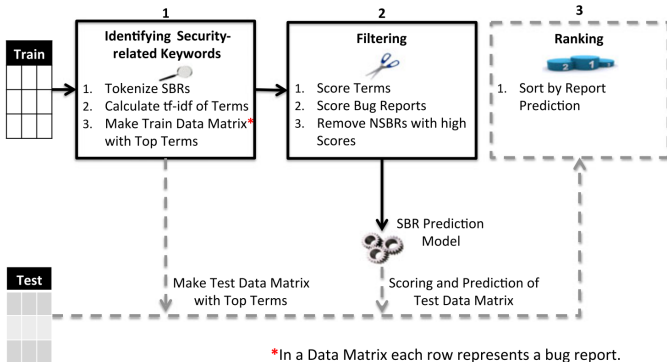 1
2
3
Train
Identifying Security-
related Keywords
1. Tokenize SBRs
2. Calculate tf-idf of Terms
3. Make Train Data Matrix*
with Top Terms
Filtering
1. Score Terms
2. Score Bug Reports
3. Remove NSBRs with high
Scores
Ranking
2 1 3
1. Sort by Report
Prediction
SBR Prediction
Model
Test
Make Test Data Matrix
with Top Terms
Scoring and Prediction of
Test Data Matrix
*In a Data Matrix each row represents a bug report.